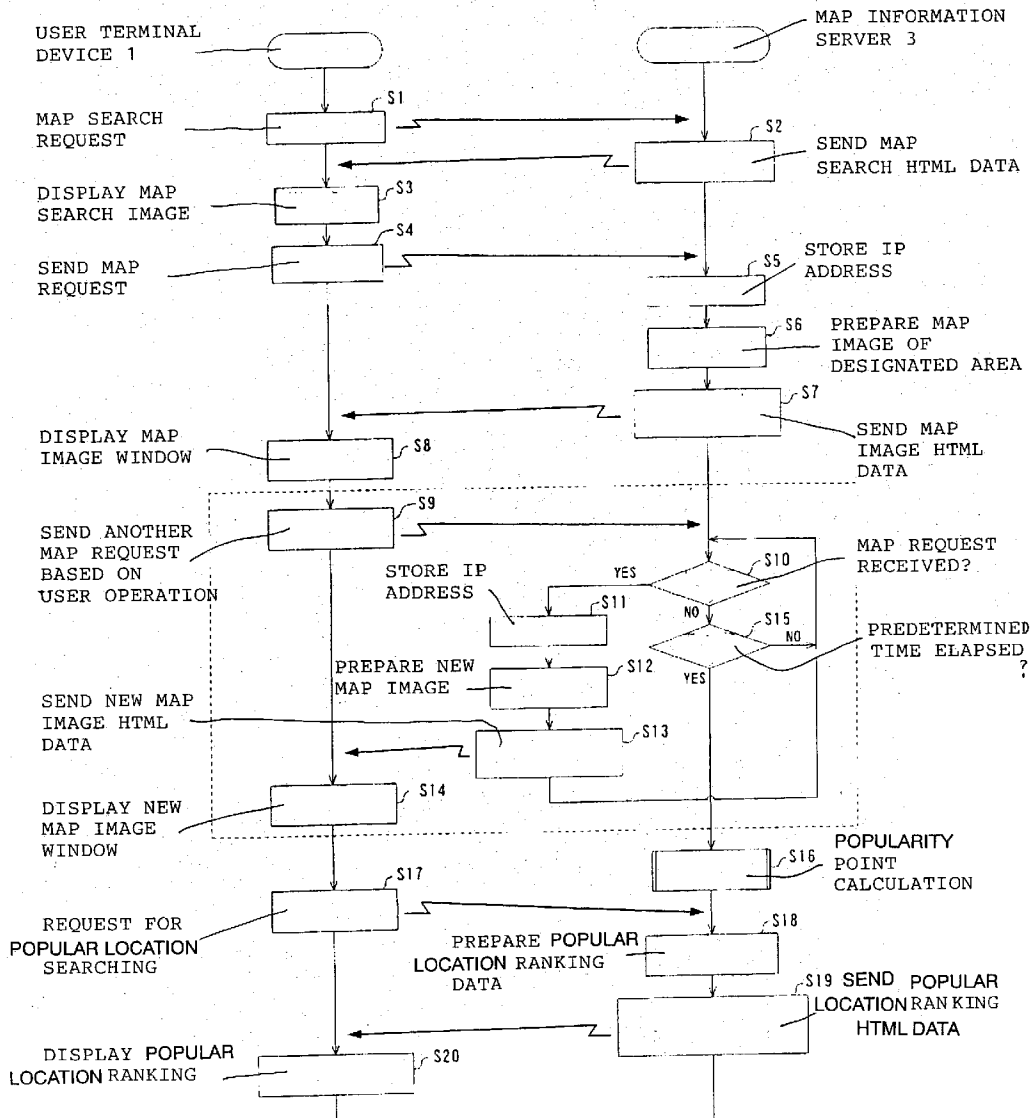 USER TERMINAL
DEVICE 1
MAP INFORMATION
SERVER 3
S1
MAP SEARCH
REQUEST
S2
SEND MAP
SEARCH HTML DATA
S3
DISPLAY MAP
SEARCH IMAGE
S4
SEND MAP
REQUEST
S5
STORE IP
ADDRESS
S6
PREPARE MAP
IMAGE OF
DESIGNATED AREA
S7
SEND MAP
IMAGE HTML
DATA
DISPLAY MAP
IMAGE WINDOW
S8
S9
SEND ANOTHER
MAP REQUEST
BASED ON
USER OPERATION
S10
MAP REQUEST
RECEIVED?
YES
NO
STORE IP
ADDRESS
S11
S15
NO
YES
PREDETERMINED
TIME ELAPSED
?
PREPARE NEW
MAP IMAGE
S12
SEND NEW MAP
IMAGE HTML
DATA
S13
S14
DISPLAY NEW
MAP IMAGE
WINDOW
S16
POPULARITY
POINT
CALCULATION
S17
REQUEST FOR
POPULAR LOCATION
SEARCHING
S18
PREPARE POPULAR
LOCATION RANKING
DATA
S19 SEND POPULAR
LOCATION RANKING
HTML DATA
DISPLAY POPULAR
LOCATION RANKING
S20